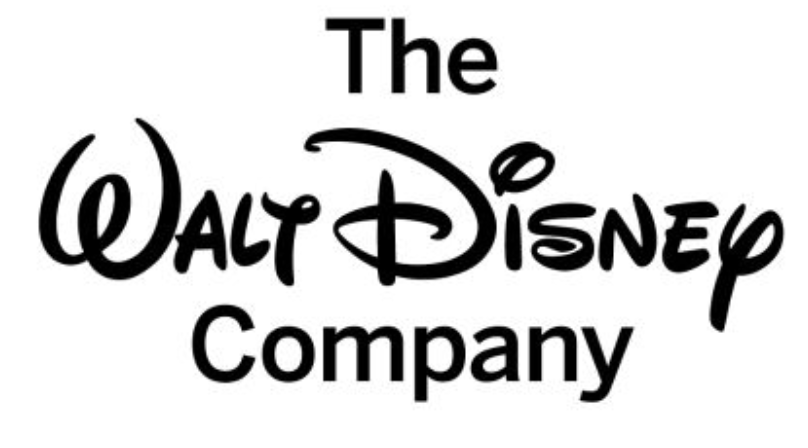 The
WALT DISNEY
Company